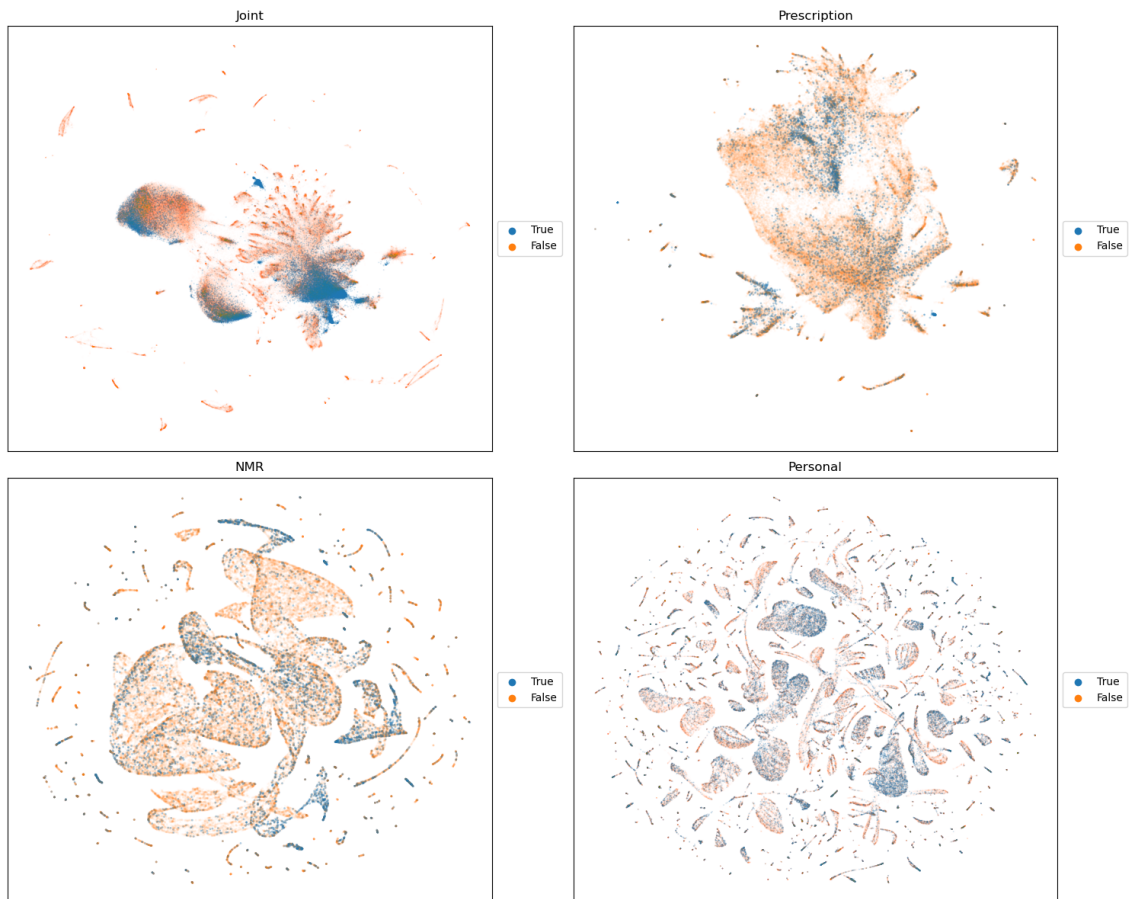 Joint
True
False
Prescription
True
False
NMR
True
False
Personal
True
False